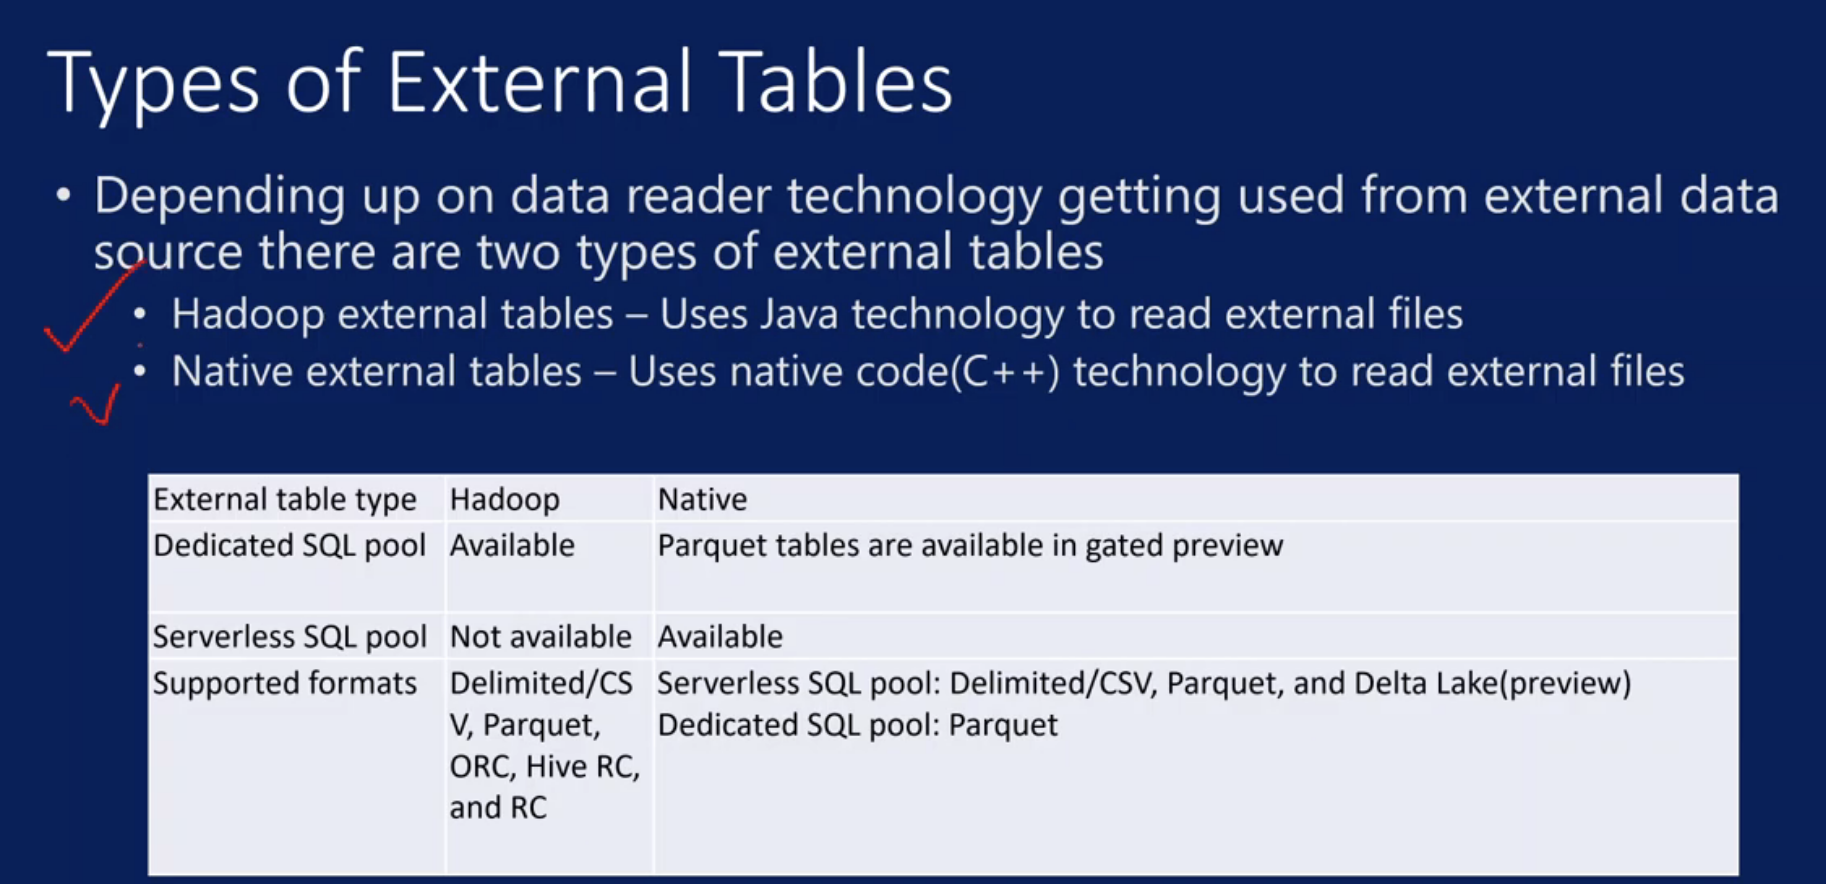 Types of External Tables
• Depending up on data reader technology getting used from external data
source there are two types of external tables
• Hadoop external tables – Uses Java technology to read external files
• Native external tables – Uses native code(C++) technology to read external files
External table type Hadoop Native
Dedicated SQL pool Available Parquet tables are available in gated preview
Serverless SQL pool Not available Available
Supported formats Delimited/CS Serverless SQL pool: Delimited/CSV, Parquet, and Delta Lake(preview)
V, Parquet, Dedicated SQL pool: Parquet
ORC, Hive RC,
and RC